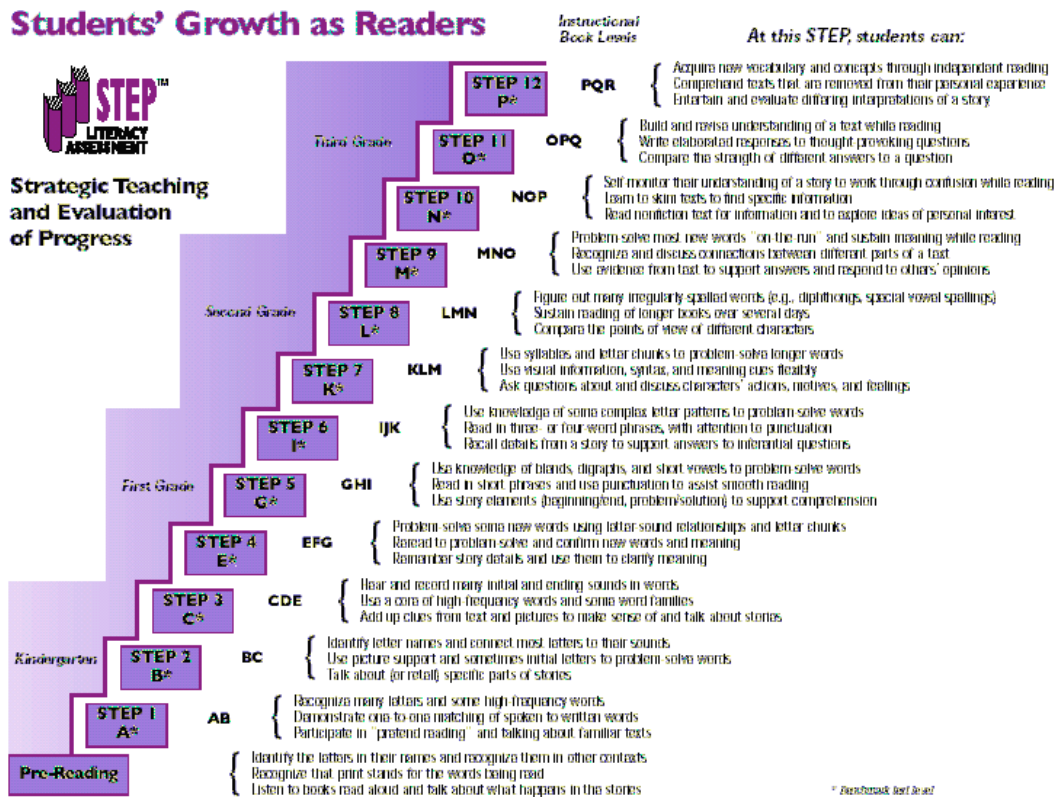 Students' Growth as Readers
Instructional
Book Levels
At this STEP, students can:
STEP™
LITERACY
ASSESSMENT
Strategic Teaching
and Evaluation
of Progress
Third Grade
Second Grade
First Grade
Kindergarten
STEP 12
P*
PQR
Acquire new vocabulary and concepts through independent reading
Comprehend texts that are removed from their personal experience
Entertain and evaluate differing interpretations of a story
STEP 11
O*
OPQ
Build and revise understanding of a text while reading
Write elaborated responses to thought provoking questions
Compare the strength of different answers to a question
STEP 10
N*
NOP
Self monitor their understanding of a story to work through confusion while reading
Learn to skim texts to find specific information
Read nonfiction text for information and to explore ideas of personal interest
STEP 9
M*
MNO
Problem-solve most new words "on-the-run" and sustain meaning while reading
Recognize and discuss connections between different parts of a text
Use evidence from text to support answers and respond to others' opinions
STEP 8
L*
LMN
Figure out many irregularly spelled words (e.g., diphthongs, special vowel spellings)
Sustain reading of longer books over several days
Compare the points of view of different characters
STEP 7
K*
KLM
Use syllables and letter chunks to problem-solve longer words
Use visual information, syntax, and meaning cues flexibly
Ask questions about and discuss characters' actions, motives, and feelings
STEP 6
I*
IJK
Use knowledge of some complex letter patterns to problem-solve words
Read in three- or four-word phrases, with attention to punctuation
Recall details from a story to support answers to inferential questions
STEP 5
G*
GHI
Use knowledge of blends, digraphs, and short vowels to problem solve words
Read in short phrases and use punctuation to assist smooth reading
Use story elements (beginning/end, problem/solution) to support comprehension
STEP 4
E*
EFG
Problem-solve some new words using letter sound relationships and letter chunks
Reread to problem solve and confirm new words and meaning
Remember story details and use them to clarify meaning
STEP 3
C*
CDE
Hear and record many initial and ending sounds in words
Use a core of high-frequency words and some word families
Add up clues from text and pictures to make sense of and talk about stories
STEP 2
B*
BC
Identify letter names and connect most letters to their sounds
Use picture support and sometimes initial letters to problem-solve words
Talk about (or retell) specific parts of stories
STEP 1
A*
AB
Recognize many letters and some high-frequency words
Demonstrate one to one matching of spoken to written words
Participate in "pretend reading" and talking about familiar texts
Pre-Reading
Identify the letters in their names and recognize them in other contexts
Recognize that print stands for the words being read
Listen to books read aloud and talk about what happens in the stories
* Benchmark text level